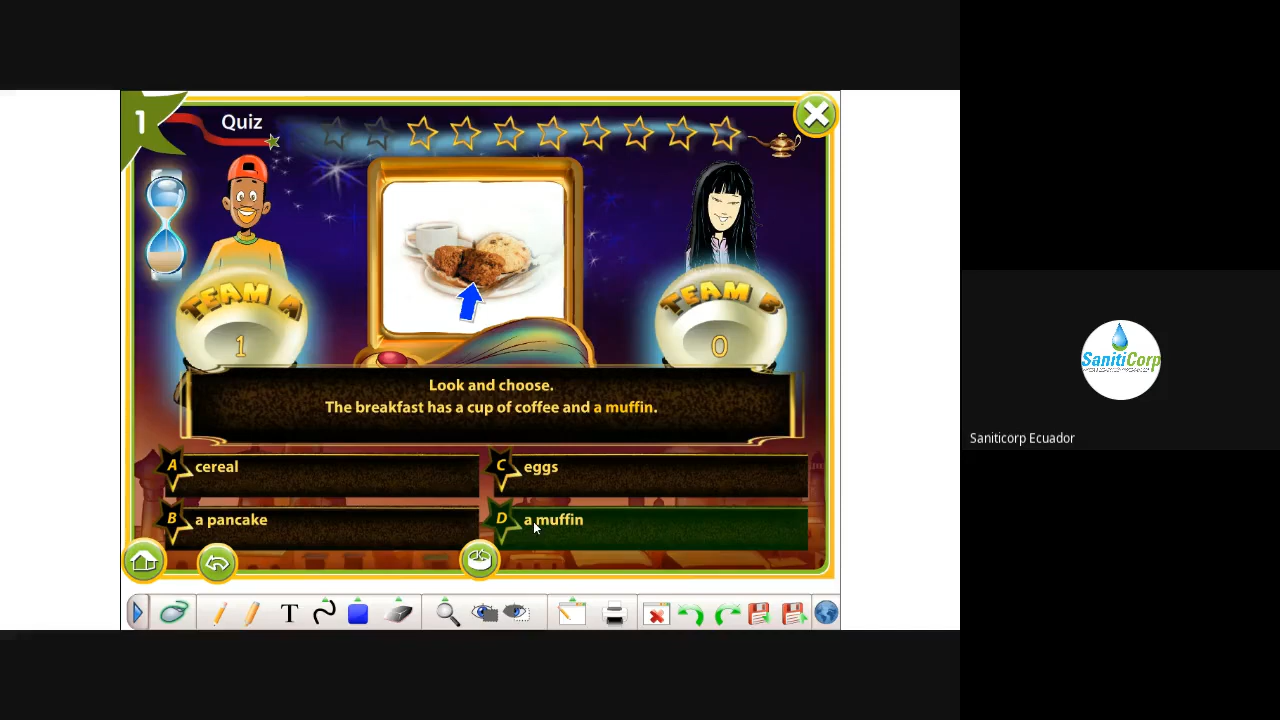 1
Quiz
TEAM A
1
TEAM B
0
Look and choose.
The breakfast has a cup of coffee and a muffin.
A cereal
C eggs
B a pancake
D a muffin
T
SanitiCorp
Saniticorp Ecuador